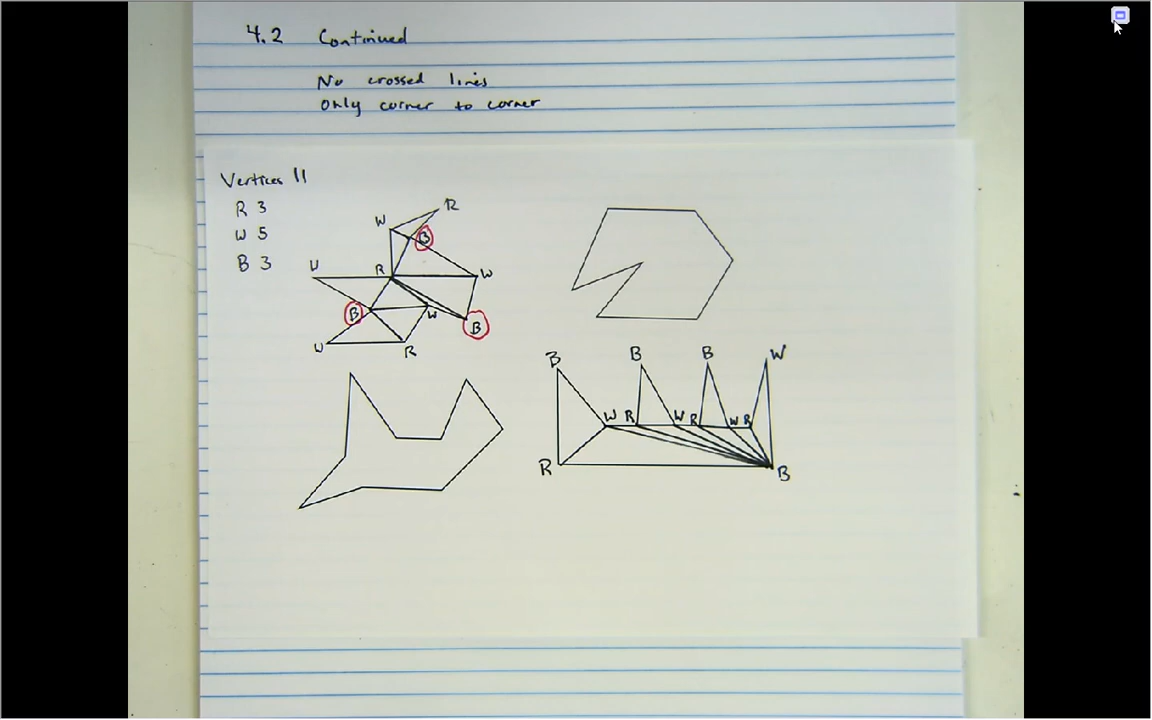 4.2 Continued
No crossed lines
Only corner to corner
Vertices 11
R 3
W 5
B 3
W R
B
W R W
B W B
W R
B B B W
W R W R W R
R B